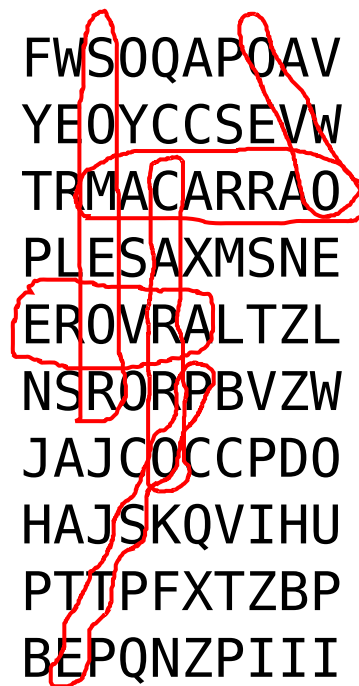 FWSOQAPOAV
YEOYCCSEVW
TRMACARRAO
PLESAXMSNE
EROVRALTZL
NSRORPBVZW
JAJCOCCPDO
HAJSKQVIHU
PTTPFXTZBP
BEPQNZPIII